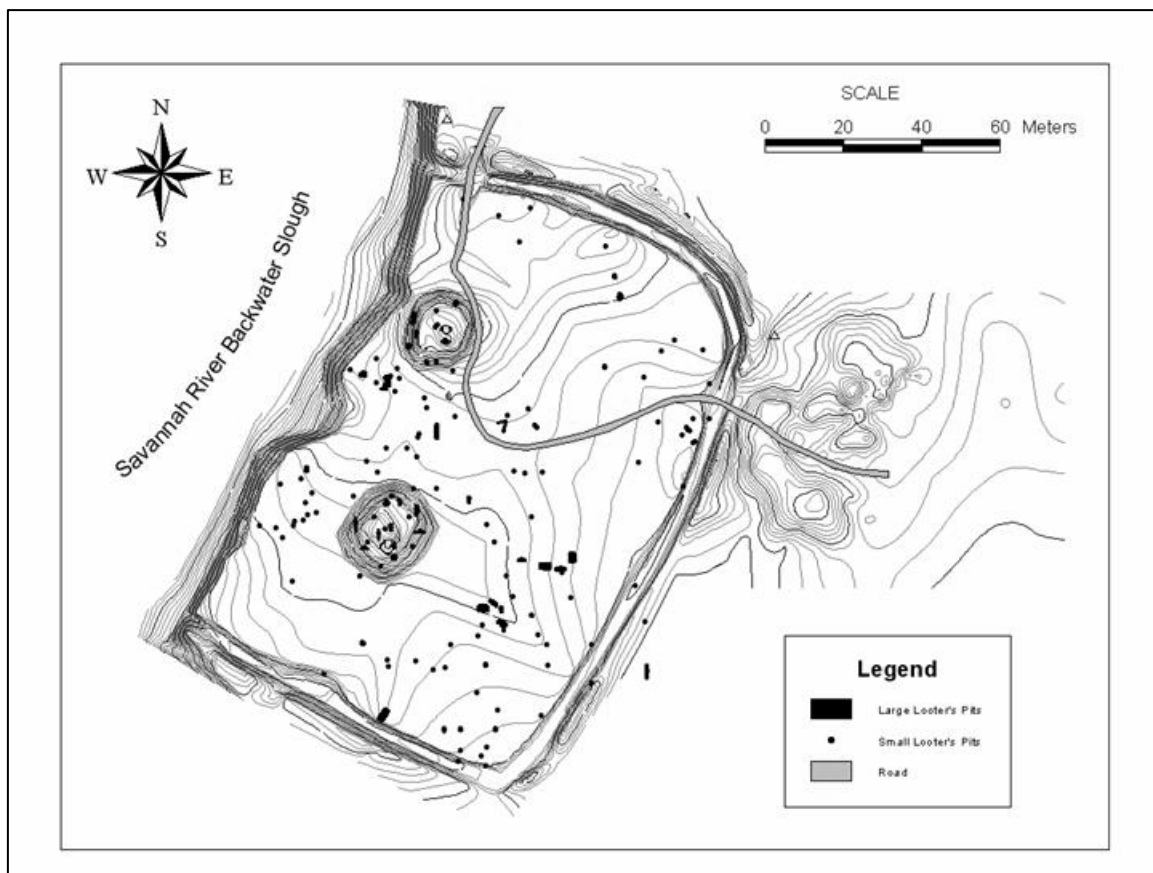 SCALE
0 20 40 60 Meters
N
W E
S
Savannah River Backwater Slough
Legend
Large Looter's Pits
Small Looter's Pits
Road